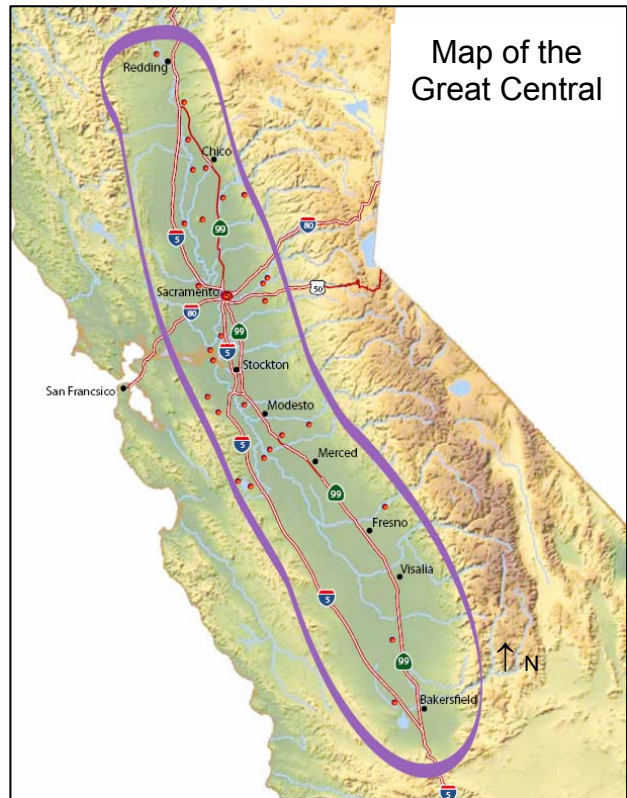 Map of the
Great Central
Redding
Chico
99
5
80
50
Sacramento
80
99
5
Stockton
San Francsico
Modesto
5
Merced
99
Fresno
Visalia
5
N
99
Bakersfield
5